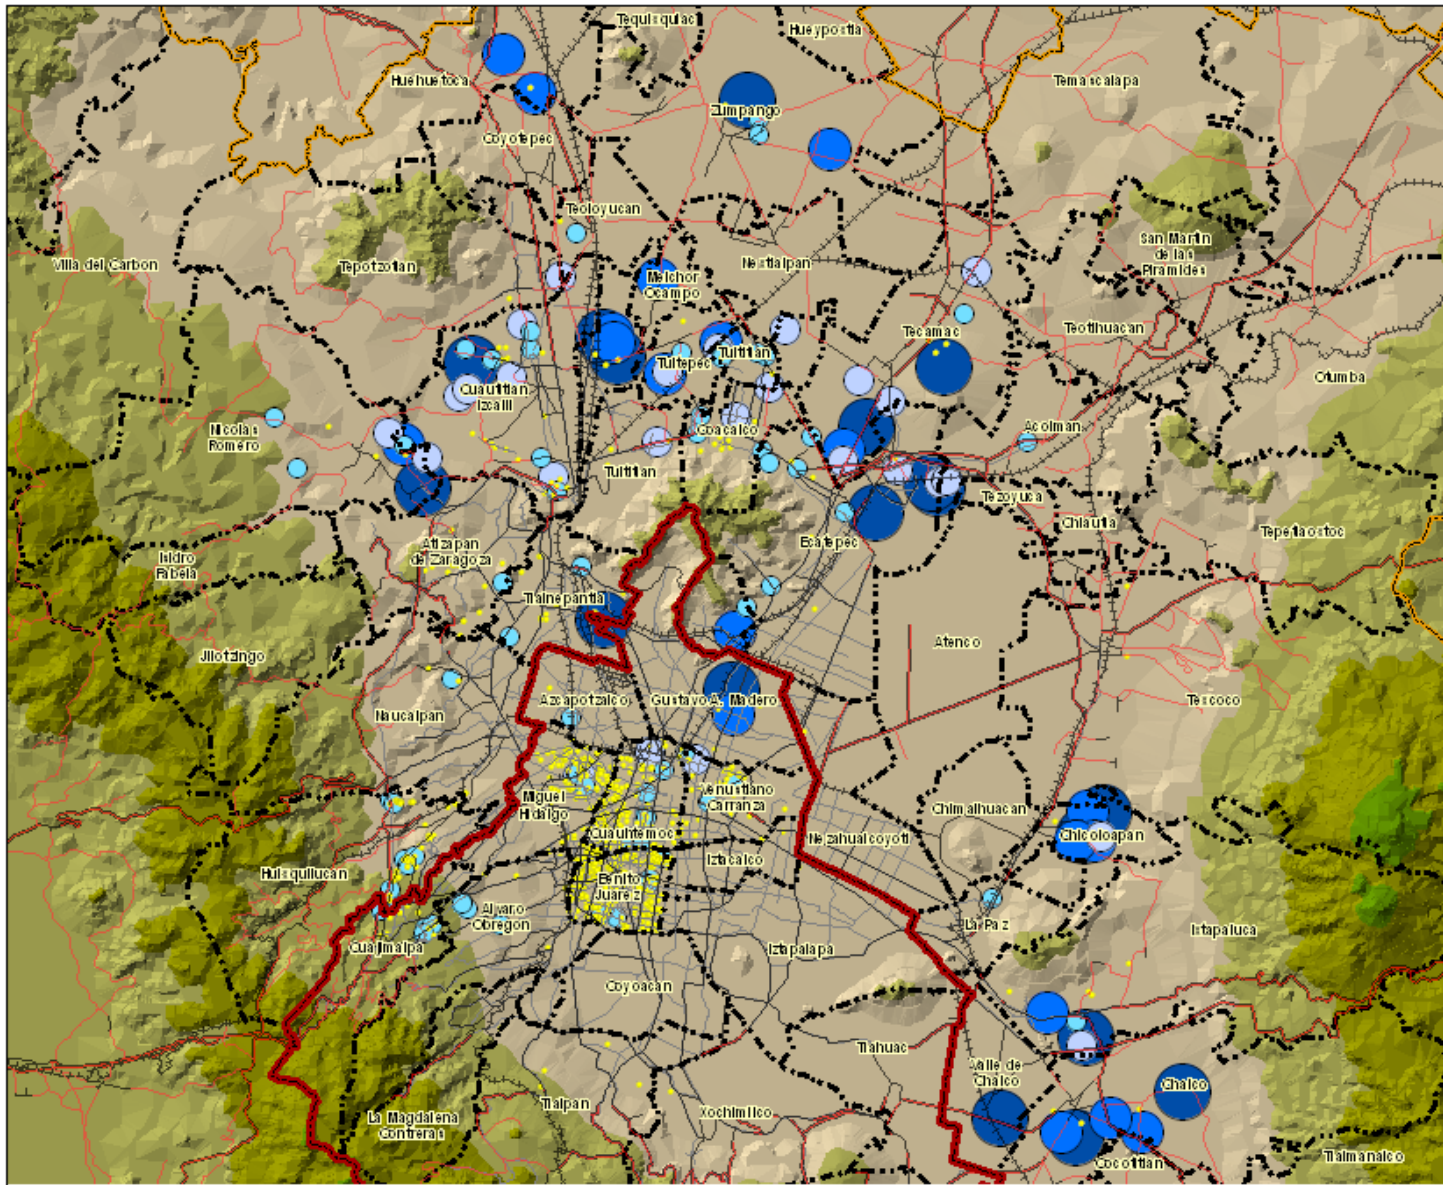 Tequisquiac
Hueypostla
Huehuetoca
Temascalapa
Zumpango
Coyotepec
Teoloyucan
San Martin
de las
Piramides
Villa del Carbon
Tepotzotlan
Nextlalpan
Melchor
Ocampo
Tecamac
Teotihuacan
Tultepec
Tultitlan
Otumba
Cuautitlan
Izcalli
Nicolas
Romero
Coacalco
Acolman
Tultitlan
Tezoyuca
Chiautla
Tepetlaostoc
Ecatepec
Atizapan
de Zaragoza
Isidro
Fabela
Tlalnepantla
Atenco
Jilotzingo
Texcoco
Azcapotzalco
Gustavo A. Madero
Naucalpan
Miguel
Hidalgo
Venustiano
Carranza
Chimalhuacan
Cuauhtemoc
Nezahualcoyotl
Chicoloapan
Iztacalco
Huixquilucan
Benito
Juarez
Alvaro
Obregon
La Paz
Ixtapaluca
Cuajimalpa
Iztapalapa
Coyoacan
Tlahuac
Valle de
Chalco
Chalco
Tlalpan
Xochimilco
La Magdalena
Contreras
Cocotitlan
Tlalmanalco